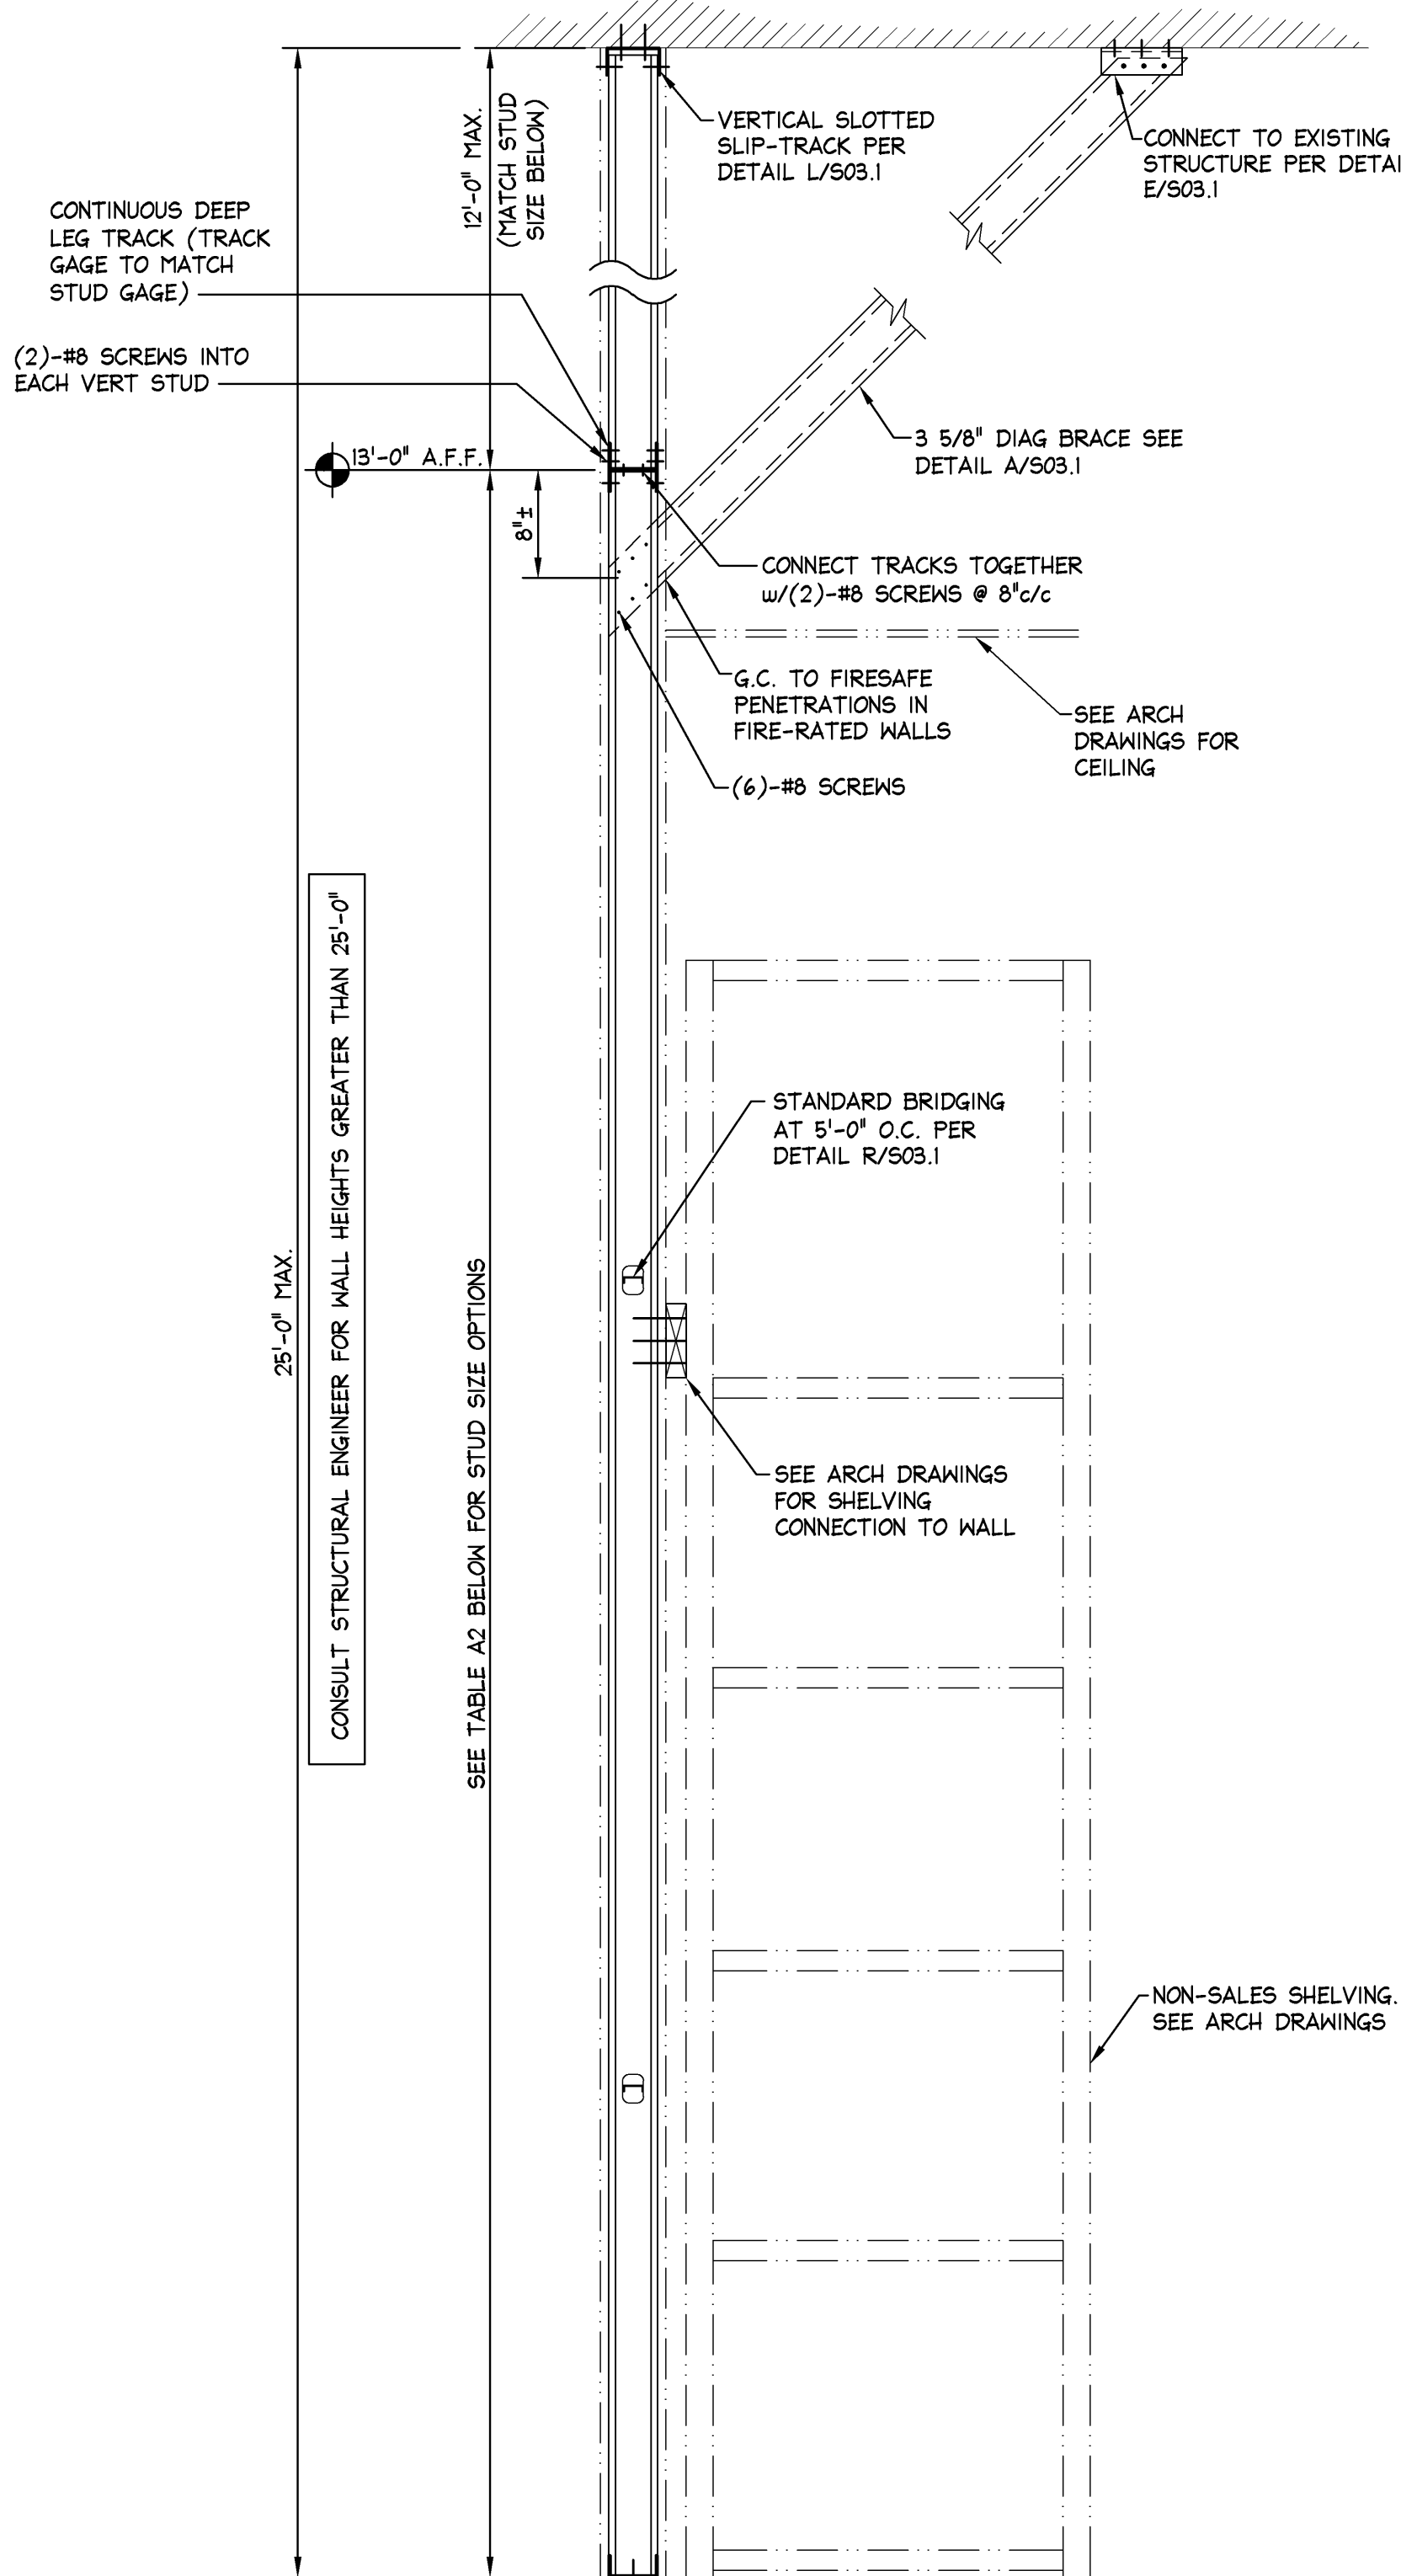 12'-0" MAX.
(MATCH STUD
SIZE BELOW)
VERTICAL SLOTTED
SLIP-TRACK PER
DETAIL L/S03.1
CONNECT TO EXISTING
STRUCTURE PER DETAI
E/S03.1
CONTINUOUS DEEP
LEG TRACK (TRACK
GAGE TO MATCH
STUD GAGE)
(2)-#8 SCREWS INTO
EACH VERT STUD
13'-0" A.F.F.
3 5/8" DIAG BRACE SEE
DETAIL A/S03.1
8"±
CONNECT TRACKS TOGETHER
w/(2)-#8 SCREWS @ 8"c/c
G.C. TO FIRESAFE
PENETRATIONS IN
FIRE-RATED WALLS
SEE ARCH
DRAWINGS FOR
CEILING
(6)-#8 SCREWS
25'-0" MAX.
CONSULT STRUCTURAL ENGINEER FOR WALL HEIGHTS GREATER THAN 25'-0"
SEE TABLE A2 BELOW FOR STUD SIZE OPTIONS
STANDARD BRIDGING
AT 5'-0" O.C. PER
DETAIL R/S03.1
SEE ARCH DRAWINGS
FOR SHELVING
CONNECTION TO WALL
NON-SALES SHELVING.
SEE ARCH DRAWINGS